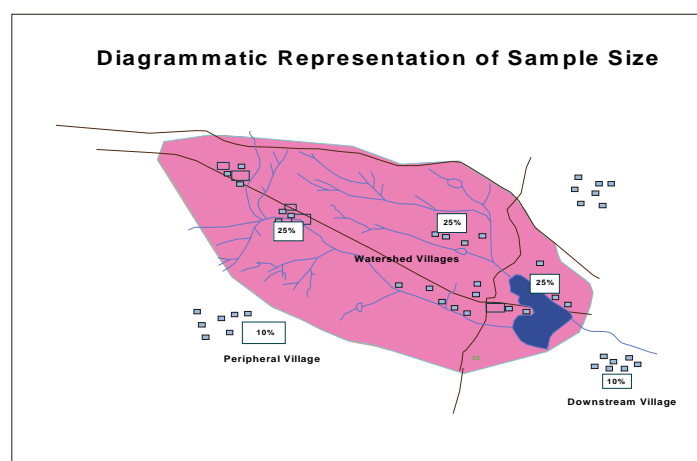 Diagrammatic Representation of Sample Size
25%
25%
Watershed Villages
25%
10%
Peripheral Village
10%
Downstream Village